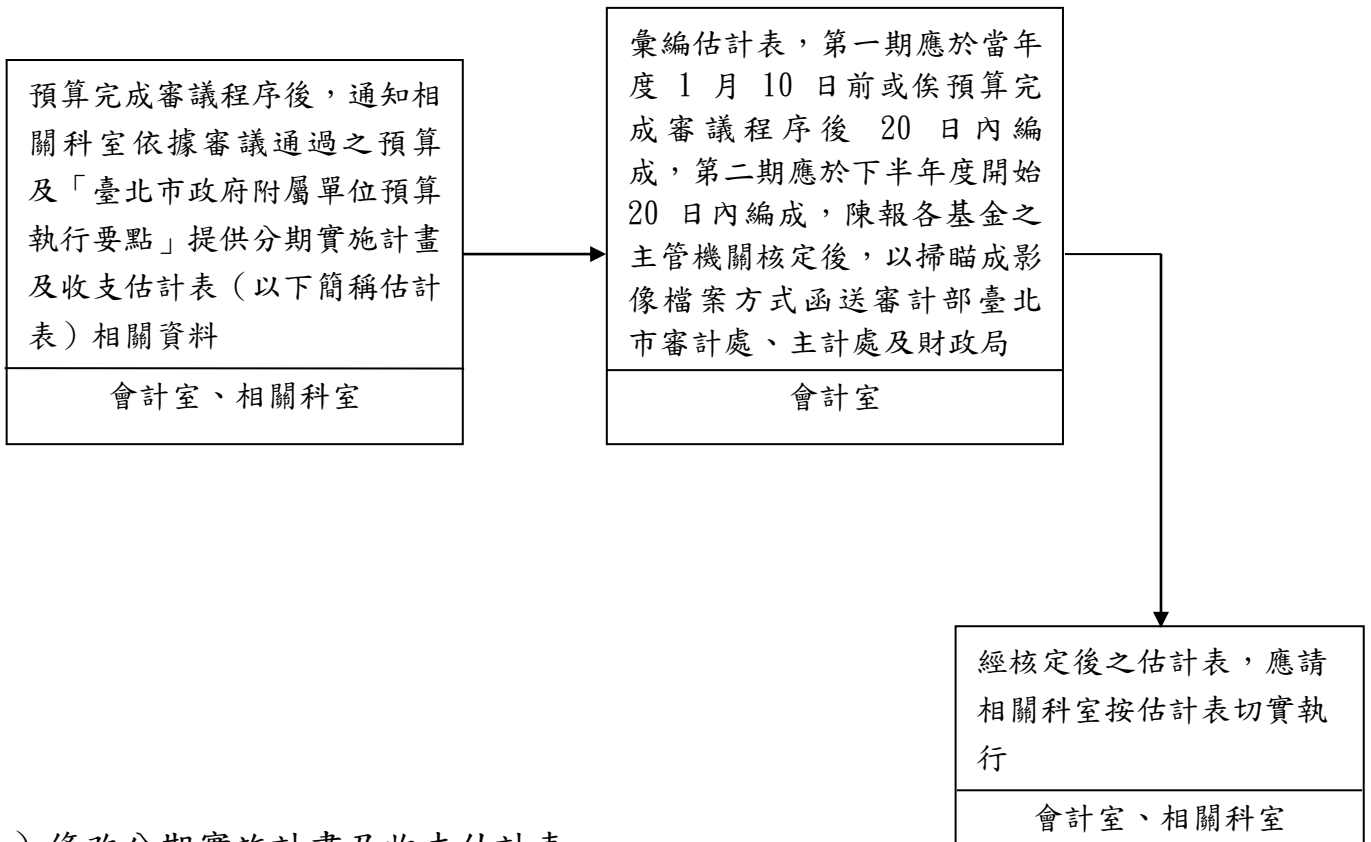 預算完成審議程序後，通知相
關科室依據審議通過之預算
及「臺北市政府附屬單位預算
執行要點」提供分期實施計畫
及收支估計表（以下簡稱估計
表）相關資料
會計室、相關科室
彙編估計表，第一期應於當年
度 1 月 10 日前或俟預算完
成審議程序後 20 日內編
成，第二期應於下半年度開始
20 日內編成，陳報各基金之
主管機關核定後，以掃瞄成影
像檔案方式函送審計部臺北
市審計處、主計處及財政局
會計室
經核定後之估計表，應請
相關科室按估計表切實執
行
會計室、相關科室